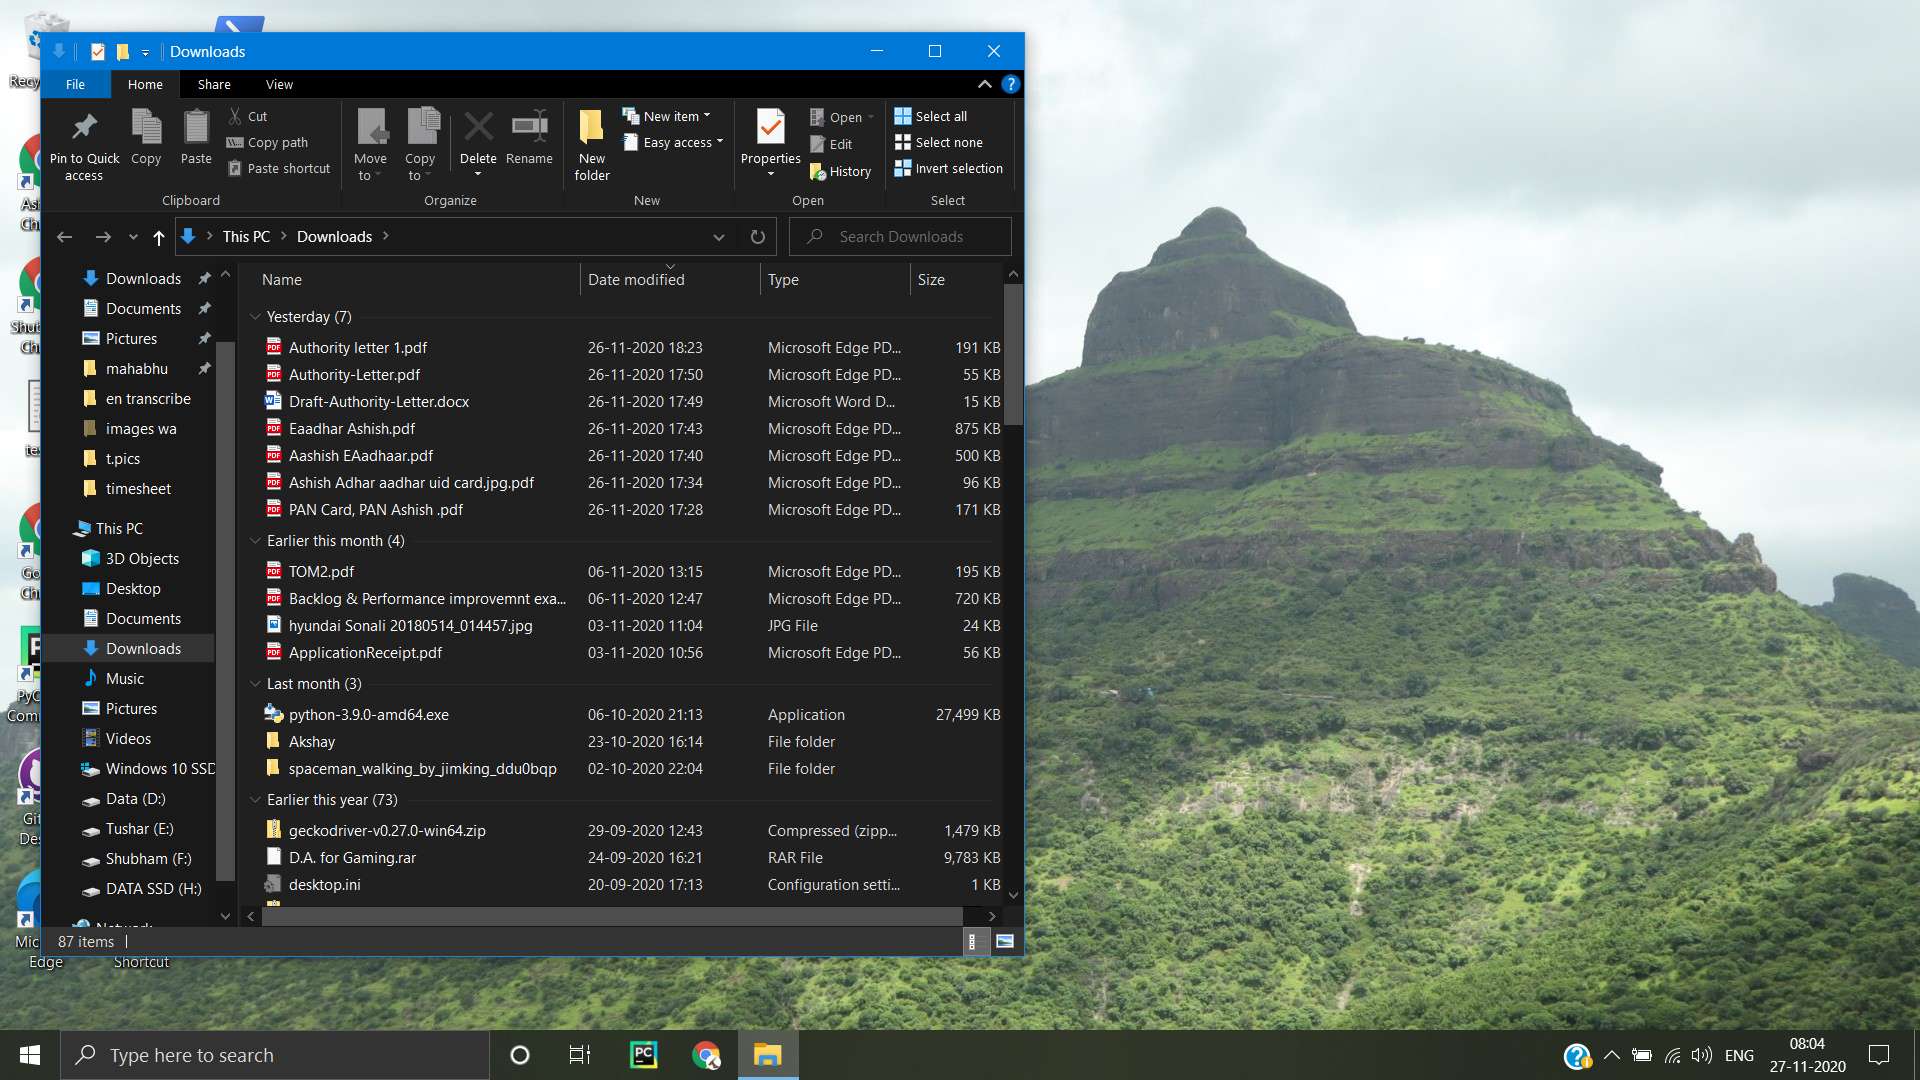 Downloads
File Home Share View
Pin to Quick access
Copy
Paste
Cut
Copy path
Paste shortcut
Clipboard
Move to
Copy to
Delete
Rename
Organize
New folder
New item
Easy access
New
Properties
Open
Edit
History
Open
Select all
Select none
Invert selection
Select
This PC > Downloads >
Search Downloads
Downloads
Documents
Pictures
mahabhu
en transcribe
images wa
t.pics
timesheet
This PC
3D Objects
Desktop
Documents
Downloads
Music
Pictures
Videos
Windows 10 SSD
Data (D:)
Tushar (E:)
Shubham (F:)
DATA SSD (H:)
Name Date modified Type Size
Yesterday (7)
Authority letter 1.pdf 26-11-2020 18:23 Microsoft Edge PD... 191 KB
Authority-Letter.pdf 26-11-2020 17:50 Microsoft Edge PD... 55 KB
Draft-Authority-Letter.docx 26-11-2020 17:49 Microsoft Word D... 15 KB
Eaadhar Ashish.pdf 26-11-2020 17:43 Microsoft Edge PD... 875 KB
Aashish EAadhaar.pdf 26-11-2020 17:40 Microsoft Edge PD... 500 KB
Ashish Adhar aadhar uid card.jpg.pdf 26-11-2020 17:34 Microsoft Edge PD... 96 KB
PAN Card, PAN Ashish .pdf 26-11-2020 17:28 Microsoft Edge PD... 171 KB
Earlier this month (4)
TOM2.pdf 06-11-2020 13:15 Microsoft Edge PD... 195 KB
Backlog & Performance improvemnt exa... 06-11-2020 12:47 Microsoft Edge PD... 720 KB
hyundai Sonali 20180514_014457.jpg 03-11-2020 11:04 JPG File 24 KB
ApplicationReceipt.pdf 03-11-2020 10:56 Microsoft Edge PD... 56 KB
Last month (3)
python-3.9.0-amd64.exe 06-10-2020 21:13 Application 27,499 KB
Akshay 23-10-2020 16:14 File folder
spaceman_walking_by_jimking_ddu0bqp 02-10-2020 22:04 File folder
Earlier this year (73)
geckodriver-v0.27.0-win64.zip 29-09-2020 12:43 Compressed (zipp... 1,479 KB
D.A. for Gaming.rar 24-09-2020 16:21 RAR File 9,783 KB
desktop.ini 20-09-2020 17:13 Configuration setti... 1 KB
87 items
Edge
Shortcut
Type here to search
PC
ENG
08:04
27-11-2020